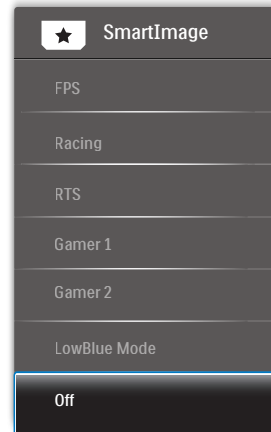 SmartImage
FPS
Racing
RTS
Gamer 1
Gamer 2
LowBlue Mode
Off